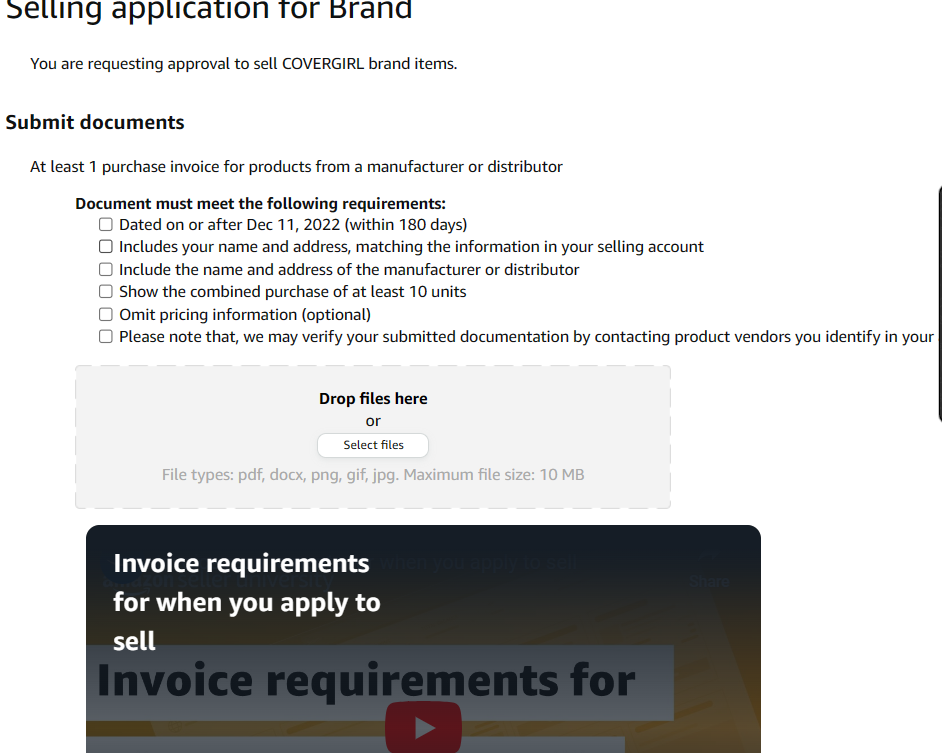 Selling application for Brand
You are requesting approval to sell COVERGIRL brand items.
Submit documents
At least 1 purchase invoice for products from a manufacturer or distributor
Document must meet the following requirements:
Dated on or after Dec 11, 2022 (within 180 days)
Includes your name and address, matching the information in your selling account
Include the name and address of the manufacturer or distributor
Show the combined purchase of at least 10 units
Omit pricing information (optional)
Please note that, we may verify your submitted documentation by contacting product vendors you identify in your
Drop files here
or
Select files
File types: pdf, docx, png, gif, jpg. Maximum file size: 10 MB
Invoice requirements
for when you apply to
sell
when you apply to sell
Share
Invoice requirements for